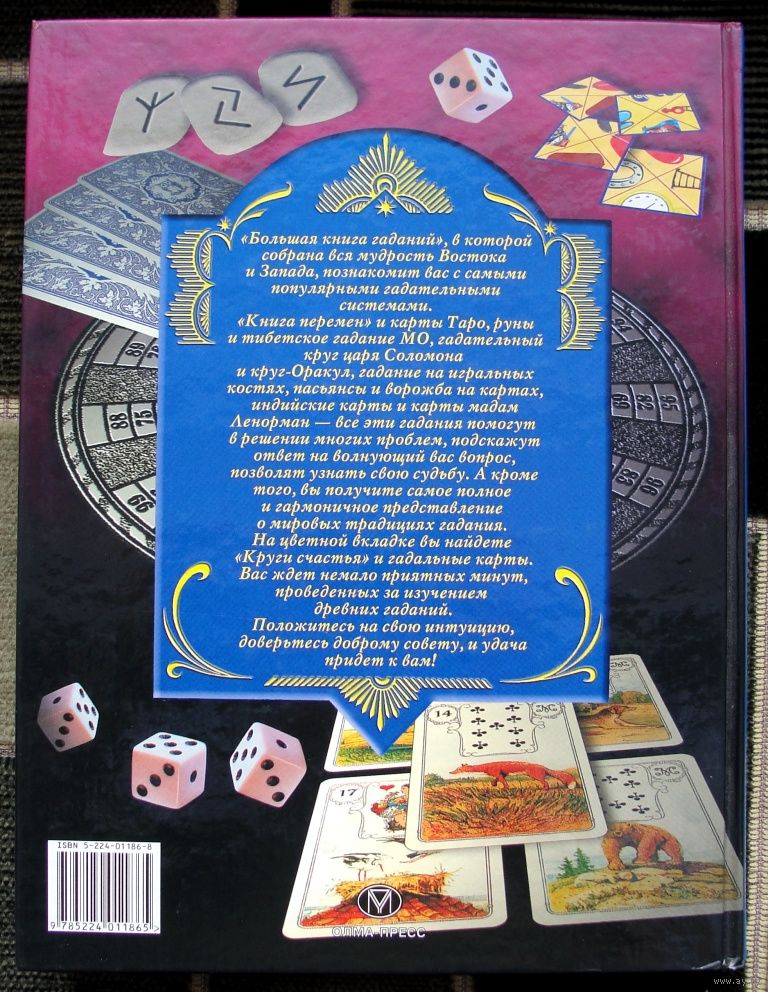 «Большая книга гаданий», в которой
собрана вся мудрость Востока
и Запада, познакомит вас с самыми
популярными гадательными
системами.
«Книга перемен» и карты Таро, руны
и тибетское гадание МО, гадательный
круг царя Соломона
и круг-Оракул, гадание на игральных
костях, пасьянсы и ворожба на картах,
индийские карты и карты мадам
Ленорман — все эти гадания помогут
в решении многих проблем, подскажут
ответ на волнующий вас вопрос,
позволят узнать свою судьбу. А кроме
того, вы получите самое полное
и гармоничное представление
о мировых традициях гадания.
На цветной вкладке вы найдете
«Круги счастья» и гадальные карты.
Вас ждет немало приятных минут,
проведенных за изучением
древних гаданий.
Положитесь на свою интуицию,
доверьтесь доброму совету, и удача
придет к вам!
88 75
99
14
17
ISBN 5-224-01186-8
9 785224 011865 >
ОЛМА-ПРЕСС